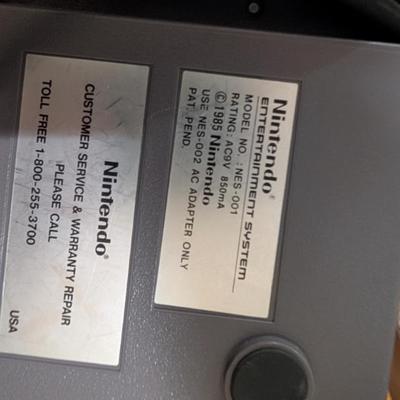 Nintendo®
ENTERTAINMENT SYSTEM
MODEL NO.:NES-001
RATING: AC9V 850mA
©1985 Nintendo
USE NES-002 AC ADAPTER ONLY
PAT. PEND.
Nintendo®
CUSTOMER SERVICE & WARRANTY REPAIR
PLEASE CALL
TOLL FREE 1-800-255-3700
USA